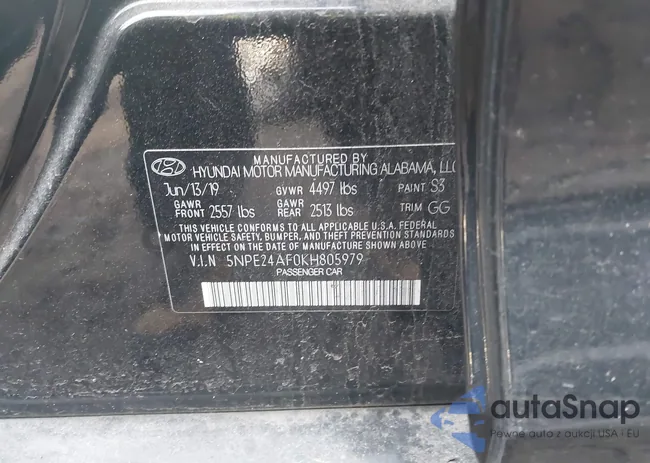 MANUFACTURED BY
HYUNDAI MOTOR MANUFACTURING ALABAMA, LLC
Jun/13/19 GVWR 4497 lbs PAINT S3
GAWR FRONT 2557 lbs GAWR REAR 2513 lbs TRIM GG
THIS VEHICLE CONFORMS TO ALL APPLICABLE U.S.A. FEDERAL
MOTOR VEHICLE SAFETY, BUMPER, AND THEFT PREVENTION STANDARDS
IN EFFECT ON THE DATE OF MANUFACTURE SHOWN ABOVE.
V.I.N 5NPE24AF0KH805979
PASSENGER CAR
autaSnap
Pewne auto z aukcji USA i EU